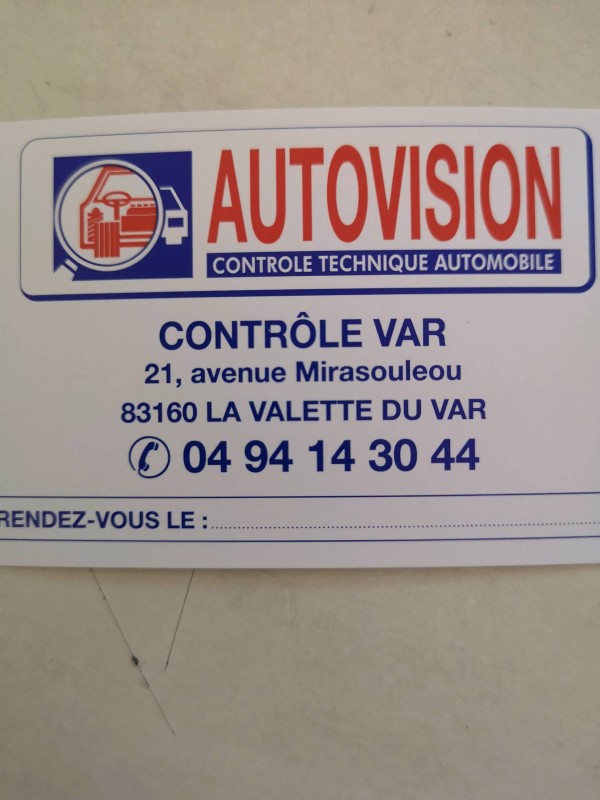 AUTOVISION
CONTROLE TECHNIQUE AUTOMOBILE
CONTRÔLE VAR
21, avenue Mirasouleou
83160 LA VALETTE DU VAR
04 94 14 30 44
RENDEZ-VOUS LE :